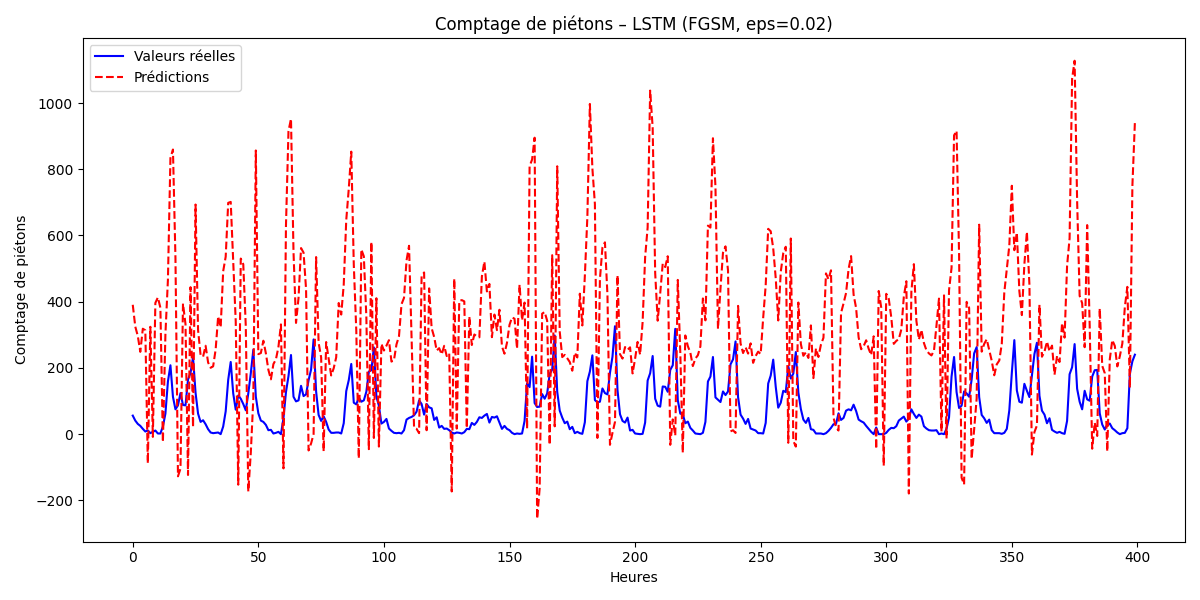 Comptage de piétons – LSTM (FGSM, eps=0.02)
Valeurs réelles
Prédictions
Comptage de piétons
1000
800
600
400
200
0
−200
0 50 100 150 200 250 300 350 400
Heures